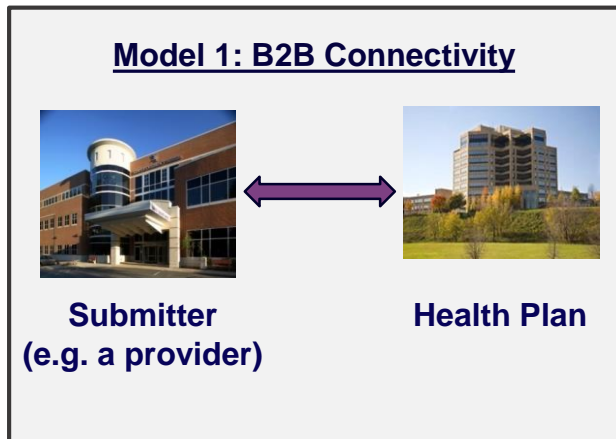 Model 1: B2B Connectivity
Submitter
(e.g. a provider)
Health Plan